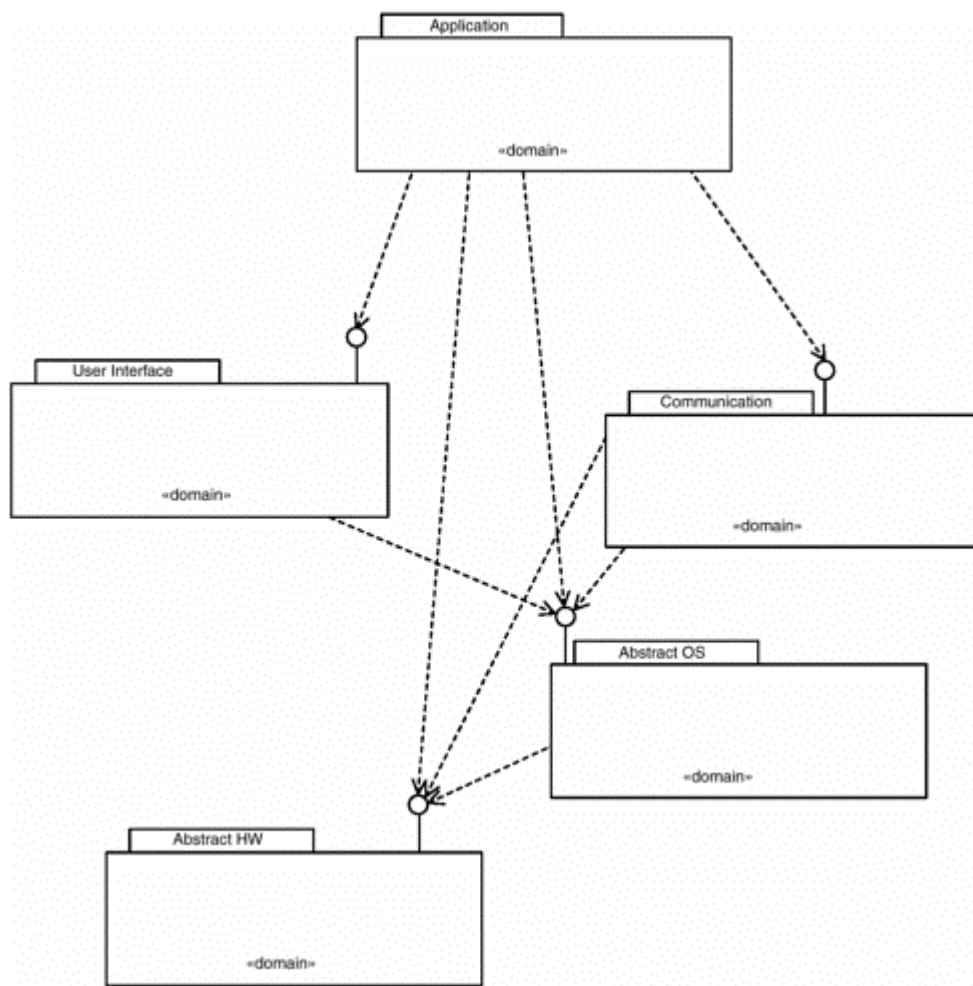 Application
«domain»
User Interface
«domain»
Communication
«domain»
Abstract OS
«domain»
Abstract HW
«domain»